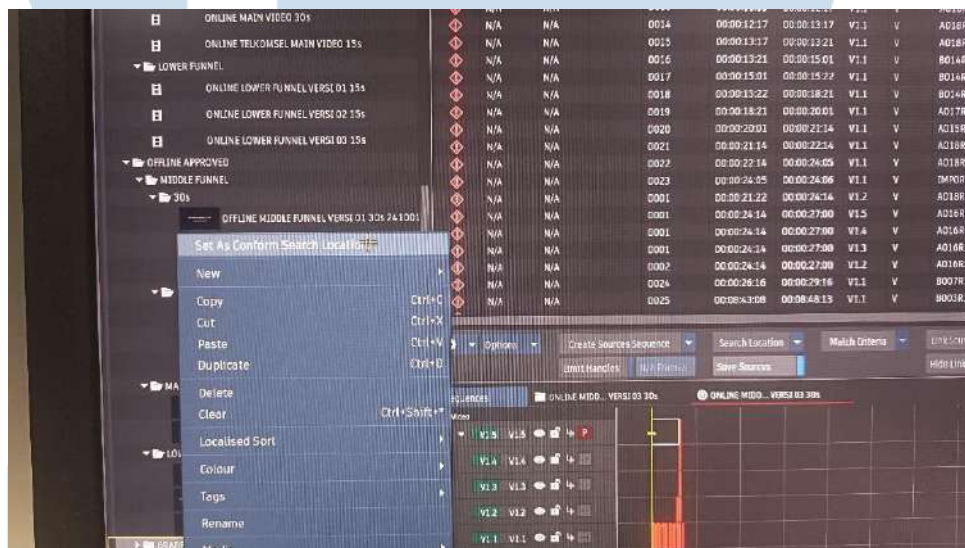 ONLINE MAIN VIDEO 30s
ONLINE TELKOMSEL MAIN VIDEO 15s
LOWER FUNNEL
ONLINE LOWER FUNNEL VERSI 01 15s
ONLINE LOWER FUNNEL VERSI 02 15s
ONLINE LOWER FUNNEL VERSI 03 15s
OFFLINE APPROVED
MIDDLE FUNNEL
30s
OFFLINE MIDDLE FUNNEL VERSI 01 30s 241001
Set As Conform Search Location
New
Copy Ctrl+C
Cut Ctrl+X
Paste Ctrl+V
Duplicate Ctrl+D
Delete
Clear Ctrl+Shift+*
Localised Sort
Colour
Tags
Rename
N/A N/A 0014 00:00:12:17 00:00:13:17 V1.1 V
N/A N/A 0015 00:00:13:17 00:00:13:21 V1.1 V
N/A N/A 0016 00:00:13:21 00:00:15:01 V1.1 V
N/A N/A 0017 00:00:15:01 00:00:15:22 V1.1 V
N/A N/A 0018 00:00:15:22 00:00:18:21 V1.1 V
N/A N/A 0019 00:00:18:21 00:00:20:01 V1.1 V
N/A N/A 0020 00:00:20:01 00:00:21:14 V1.1 V
N/A N/A 0021 00:00:21:14 00:00:22:14 V1.1 V
N/A N/A 0022 00:00:22:14 00:00:24:05 V1.1 V
N/A N/A 0023 00:00:24:05 00:00:24:06 V1.1 V
N/A N/A 0001 00:00:21:22 00:00:24:14 V1.2 V
N/A N/A 0001 00:00:24:14 00:00:27:00 V1.5 V
N/A N/A 0001 00:00:24:14 00:00:27:00 V1.4 V
N/A N/A 0001 00:00:24:14 00:00:27:00 V1.3 V
N/A N/A 0002 00:00:24:14 00:00:27:00 V1.2 V
N/A N/A 0024 00:00:26:16 00:00:29:16 V1.1 V
N/A N/A 0025 00:08:43:08 00:08:48:13 V1.1 V
Options Create Sources Sequence Search Location Match Criteria
Limit Handles Save Sources
ONLINE MIDD... VERSI 03 30s ONLINE MIDD... VERSI 03 30s
V1.5 V1.5 P
V1.4 V1.4
V1.3 V1.3
V1.2 V1.2
V1.1 V1.1